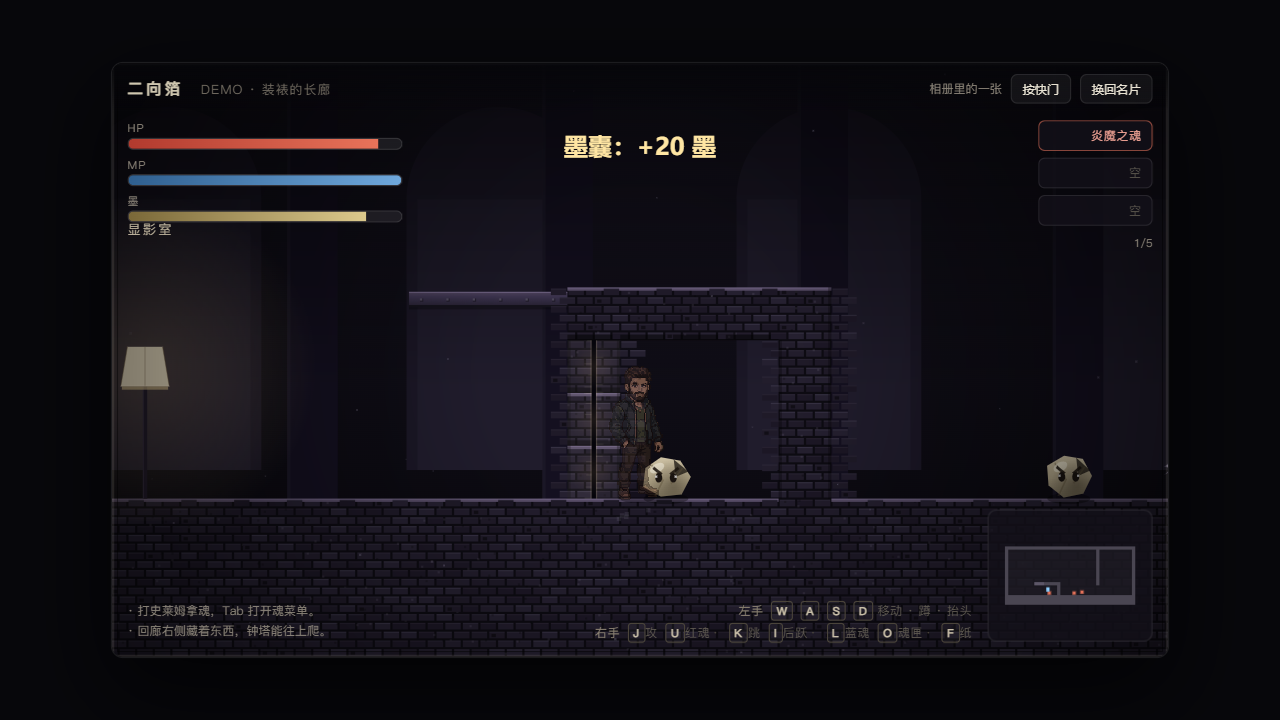 二向箔 DEMO · 装裱的长廊
相册里的一张 按快门 换回名片
HP
MP
墨
显影室
墨囊：+20 墨
炎魔之魂
空
空
1/5
· 打史莱姆拿魂，Tab 打开魂菜单。
· 回廊右侧藏着东西，钟塔能往上爬。
左手 W A S D 移动 · 蹲 · 抬头
右手 J 攻 U 红魂 · K 跳 I 后跃 · L 蓝魂 O 魂匣 · F 纸